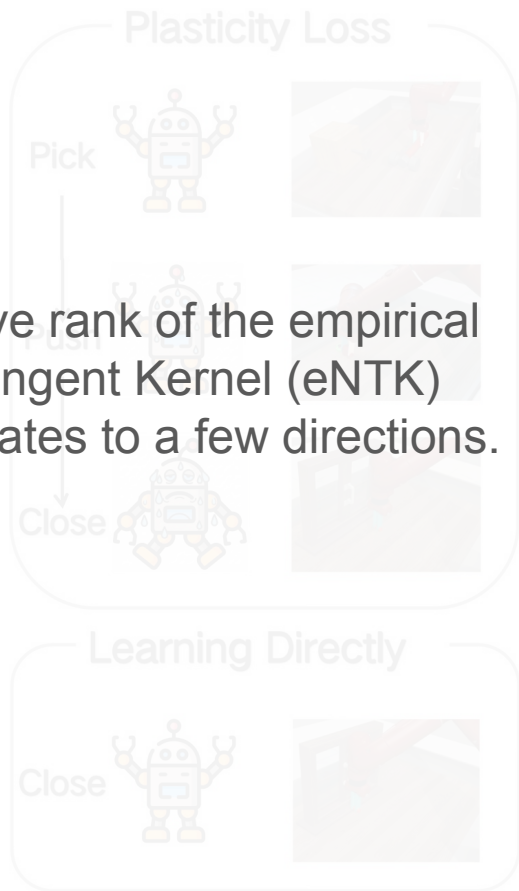 Plasticity Loss
Pick
ve rank of the empirical
Push
ngent Kernel (eNTK)
ates to a few directions.
Close
Learning Directly
Close